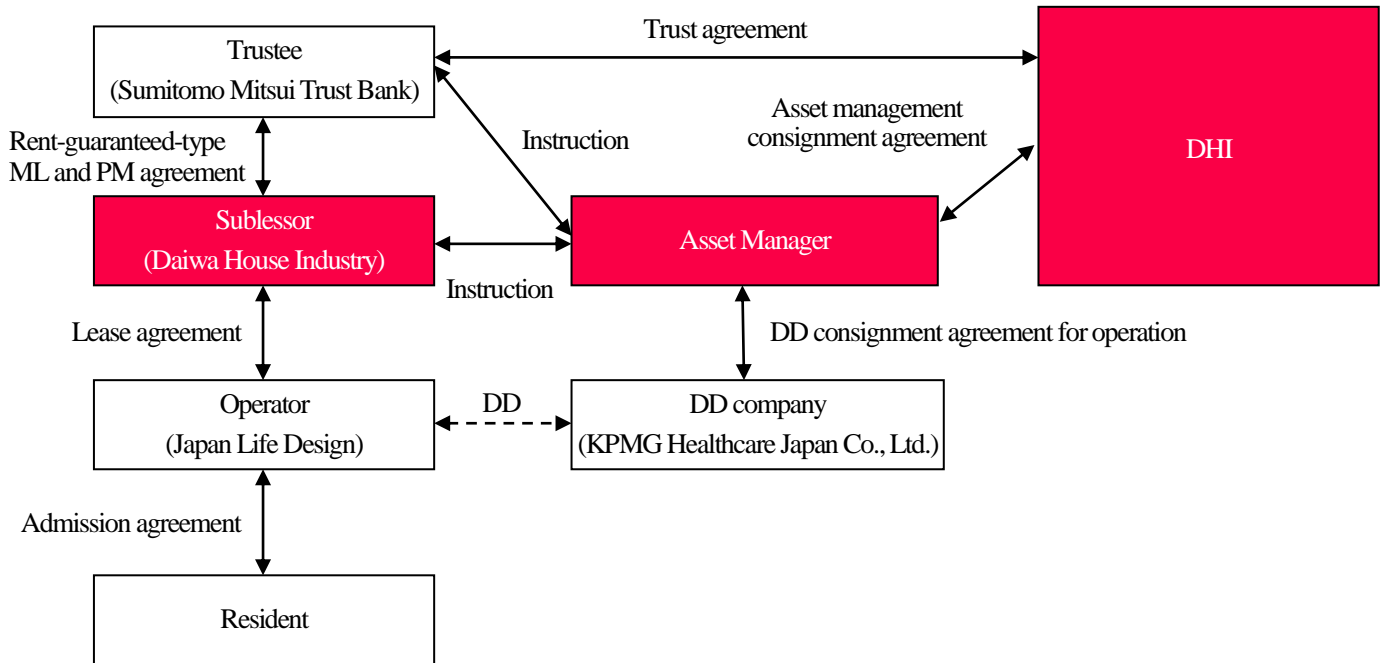 Trust agreement
Trustee
(Sumitomo Mitsui Trust Bank)
Asset management
consignment agreement
Rent-guaranteed-type
ML and PM agreement
Instruction
DHI
Sublessor
(Daiwa House Industry)
Asset Manager
Instruction
Lease agreement
DD consignment agreement for operation
Operator
(Japan Life Design)
DD
DD company
(KPMG Healthcare Japan Co., Ltd.)
Admission agreement
Resident